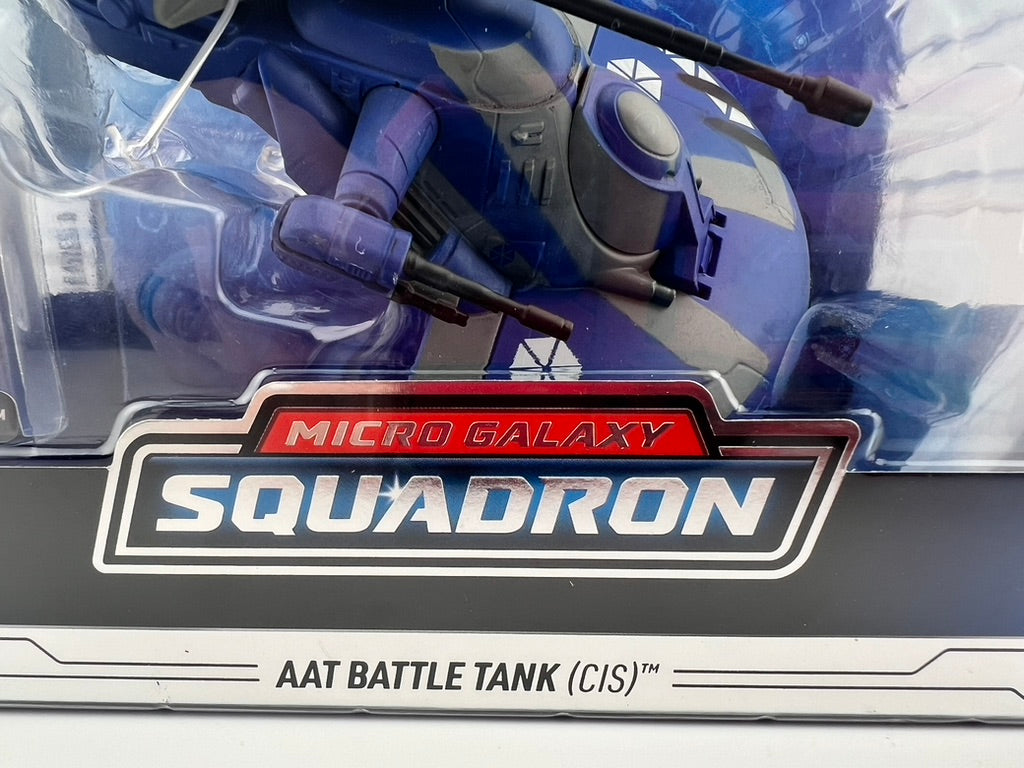 MICRO GALAXY
SQUADRON
AAT BATTLE TANK (CIS)™